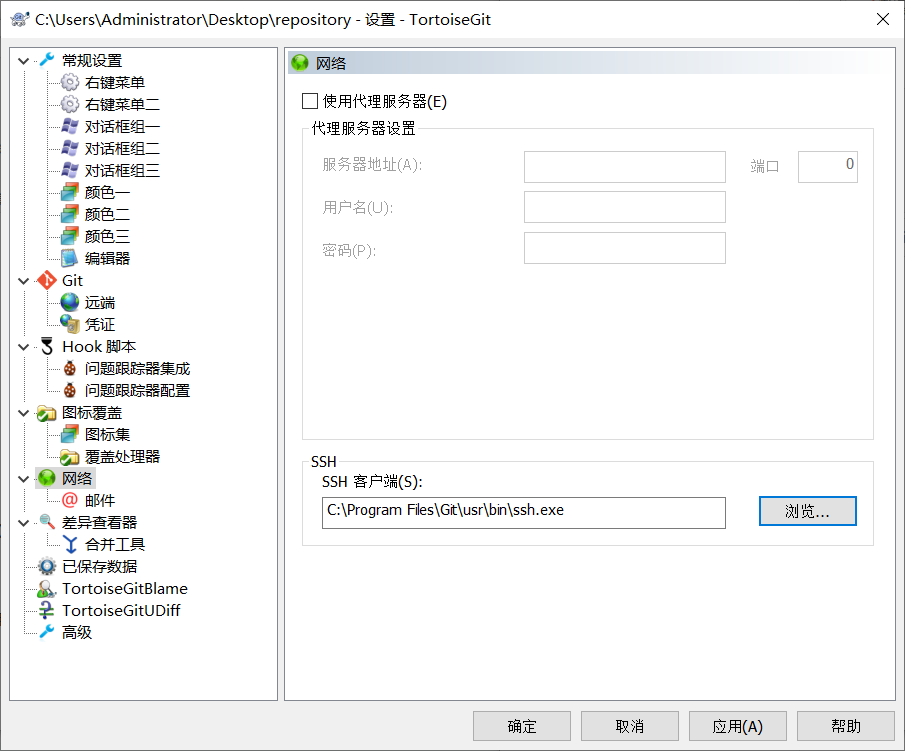 C:\Users\Administrator\Desktop\repository - 设置 - TortoiseGit
常规设置
右键菜单
右键菜单二
对话框组一
对话框组二
对话框组三
颜色一
颜色二
颜色三
编辑器
Git
远端
凭证
Hook 脚本
问题跟踪器集成
问题跟踪器配置
图标覆盖
图标集
覆盖处理器
网络
邮件
差异查看器
合并工具
已保存数据
TortoiseGitBlame
TortoiseGitUDiff
高级
网络
使用代理服务器(E)
代理服务器设置
服务器地址(A): 端口 0
用户名(U):
密码(P):
SSH
SSH 客户端(S):
C:\Program Files\Git\usr\bin\ssh.exe 浏览...
确定 取消 应用(A) 帮助